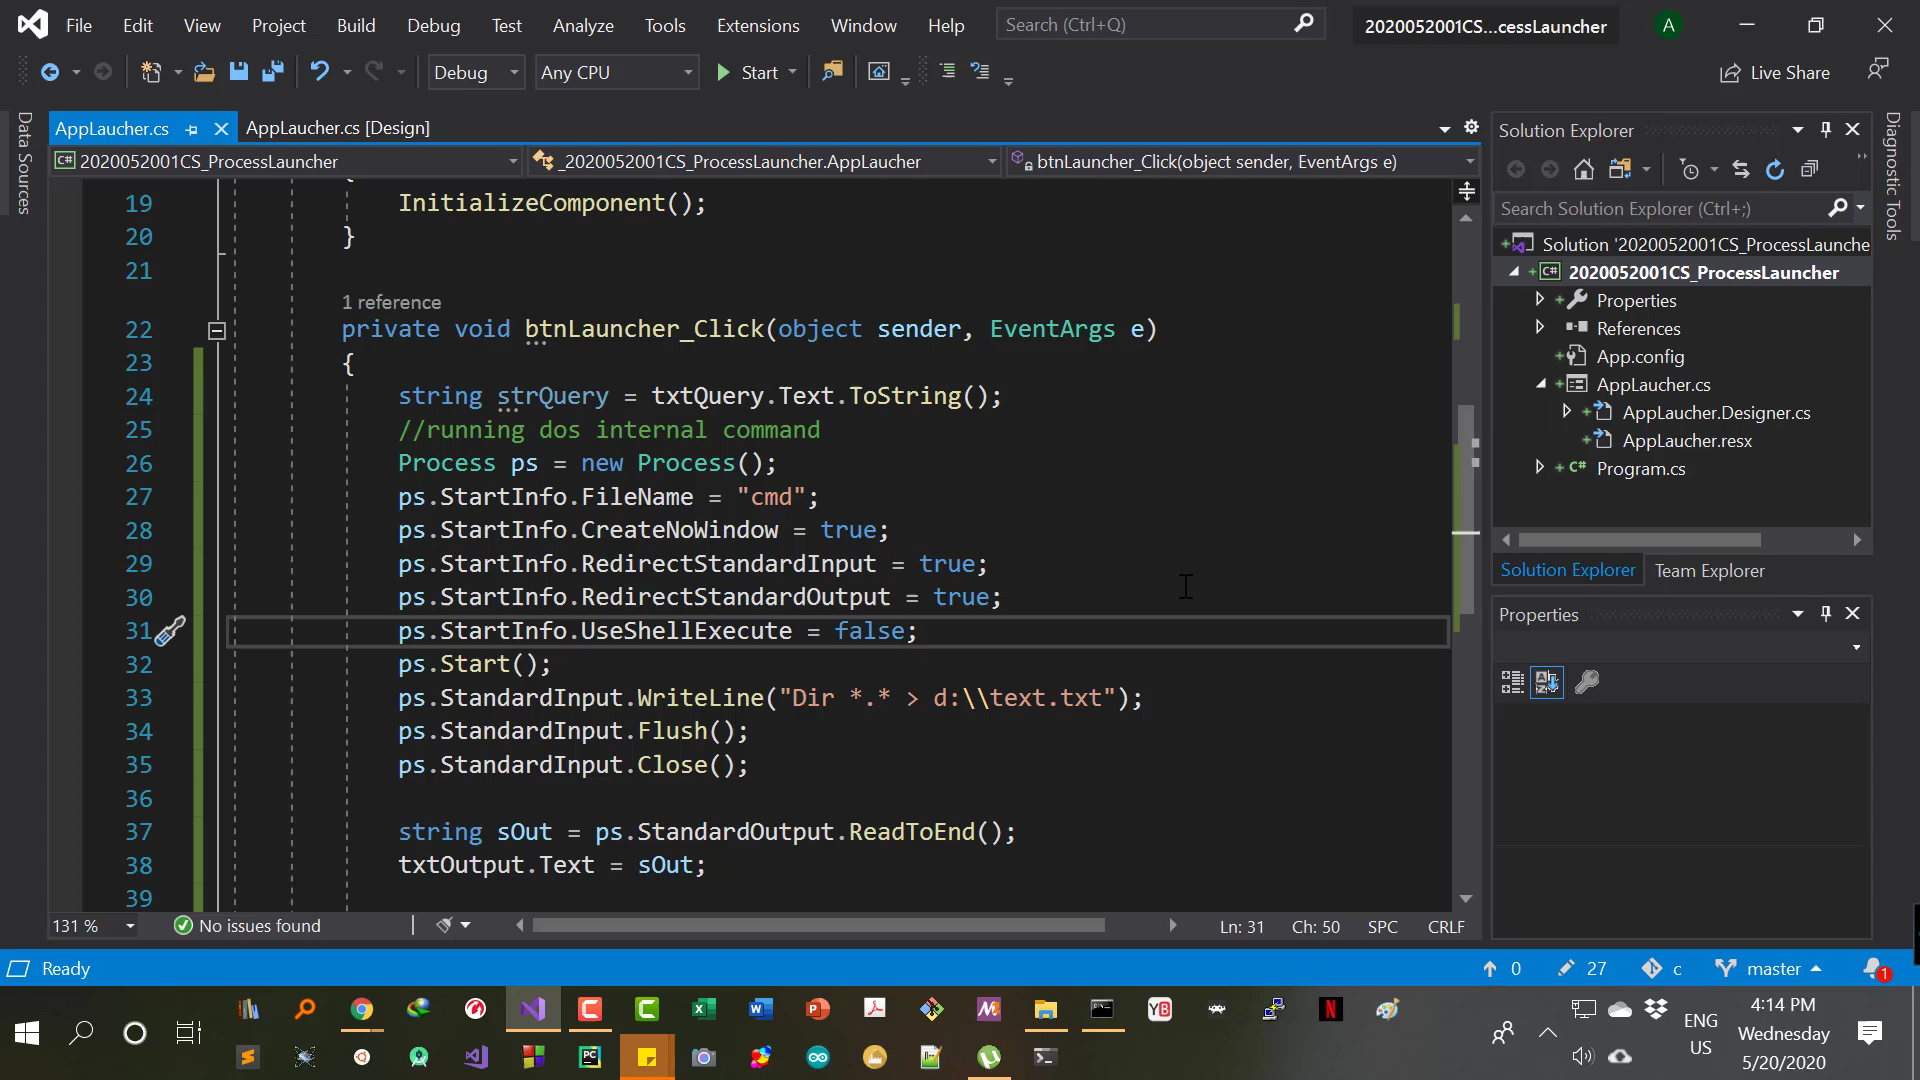 File Edit View Project Build Debug Test Analyze Tools Extensions Window Help Search (Ctrl+Q) 2020052001CS...cessLauncher A
Debug Any CPU Start Live Share
Data Sources
AppLaucher.cs AppLaucher.cs [Design]
C# 2020052001CS_ProcessLauncher _2020052001CS_ProcessLauncher.AppLaucher btnLauncher_Click(object sender, EventArgs e)
19 InitializeComponent();
20 }
21
1 reference
22 private void btnLauncher_Click(object sender, EventArgs e)
23 {
24 string strQuery = txtQuery.Text.ToString();
25 //running dos internal command
26 Process ps = new Process();
27 ps.StartInfo.FileName = "cmd";
28 ps.StartInfo.CreateNoWindow = true;
29 ps.StartInfo.RedirectStandardInput = true;
30 ps.StartInfo.RedirectStandardOutput = true;
31 ps.StartInfo.UseShellExecute = false;
32 ps.Start();
33 ps.StandardInput.WriteLine("Dir *.* > d:\\text.txt");
34 ps.StandardInput.Flush();
35 ps.StandardInput.Close();
36
37 string sOut = ps.StandardOutput.ReadToEnd();
38 txtOutput.Text = sOut;
39
131 % No issues found Ln: 31 Ch: 50 SPC CRLF
Solution Explorer
Search Solution Explorer (Ctrl+;)
Solution '2020052001CS_ProcessLaunche
C# 2020052001CS_ProcessLauncher
Properties
References
App.config
AppLaucher.cs
AppLaucher.Designer.cs
AppLaucher.resx
C# Program.cs
Solution Explorer Team Explorer
Properties
Diagnostic Tools
Ready 0 27 c master 1
ENG
US
4:14 PM
Wednesday
5/20/2020